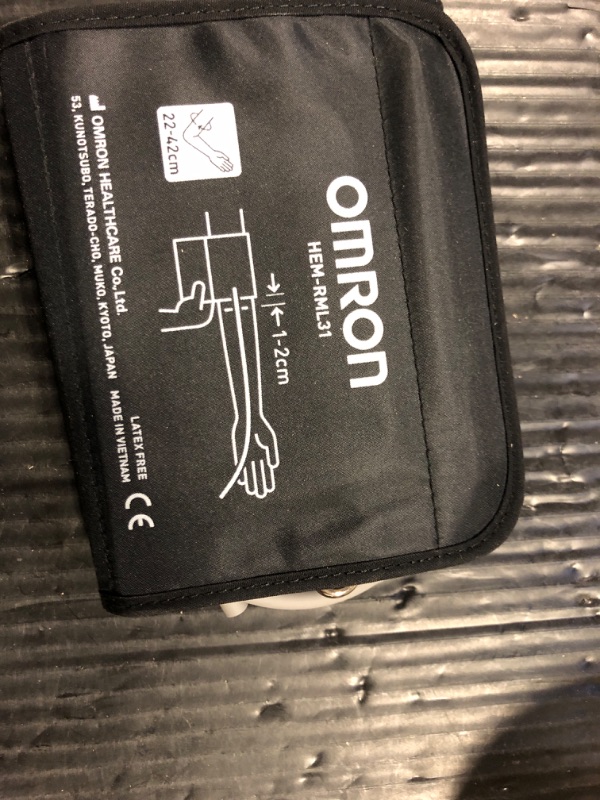 OMRON
HEM-RML31
1-2cm
22-42cm
LATEX FREE
OMRON HEALTHCARE Co.,Ltd.
53, KUNOTSUBO, TERADO-CHO, MUKO, KYOTO, JAPAN MADE IN VIETNAM
CE